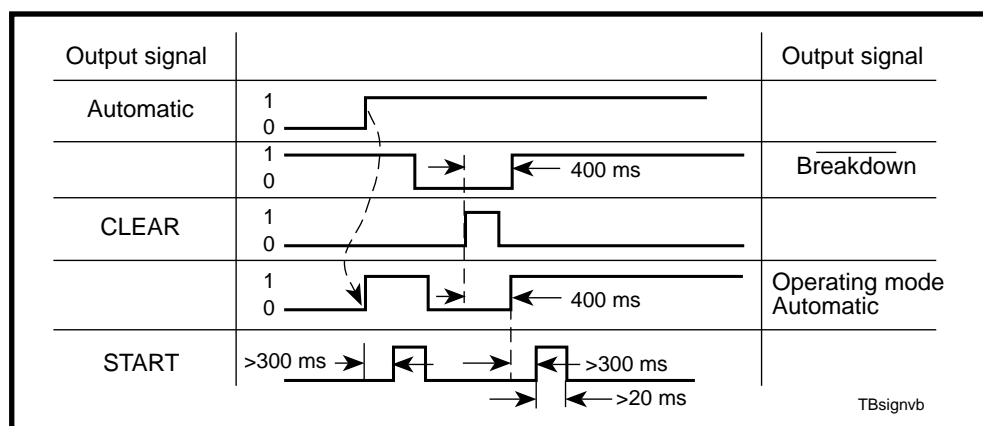 Output signal Output signal
Automatic 1
0
1
0 400 ms Breakdown
CLEAR 1
0
1
0 400 ms Operating mode
Automatic
START >300 ms >300 ms
>20 ms
TBsignvb